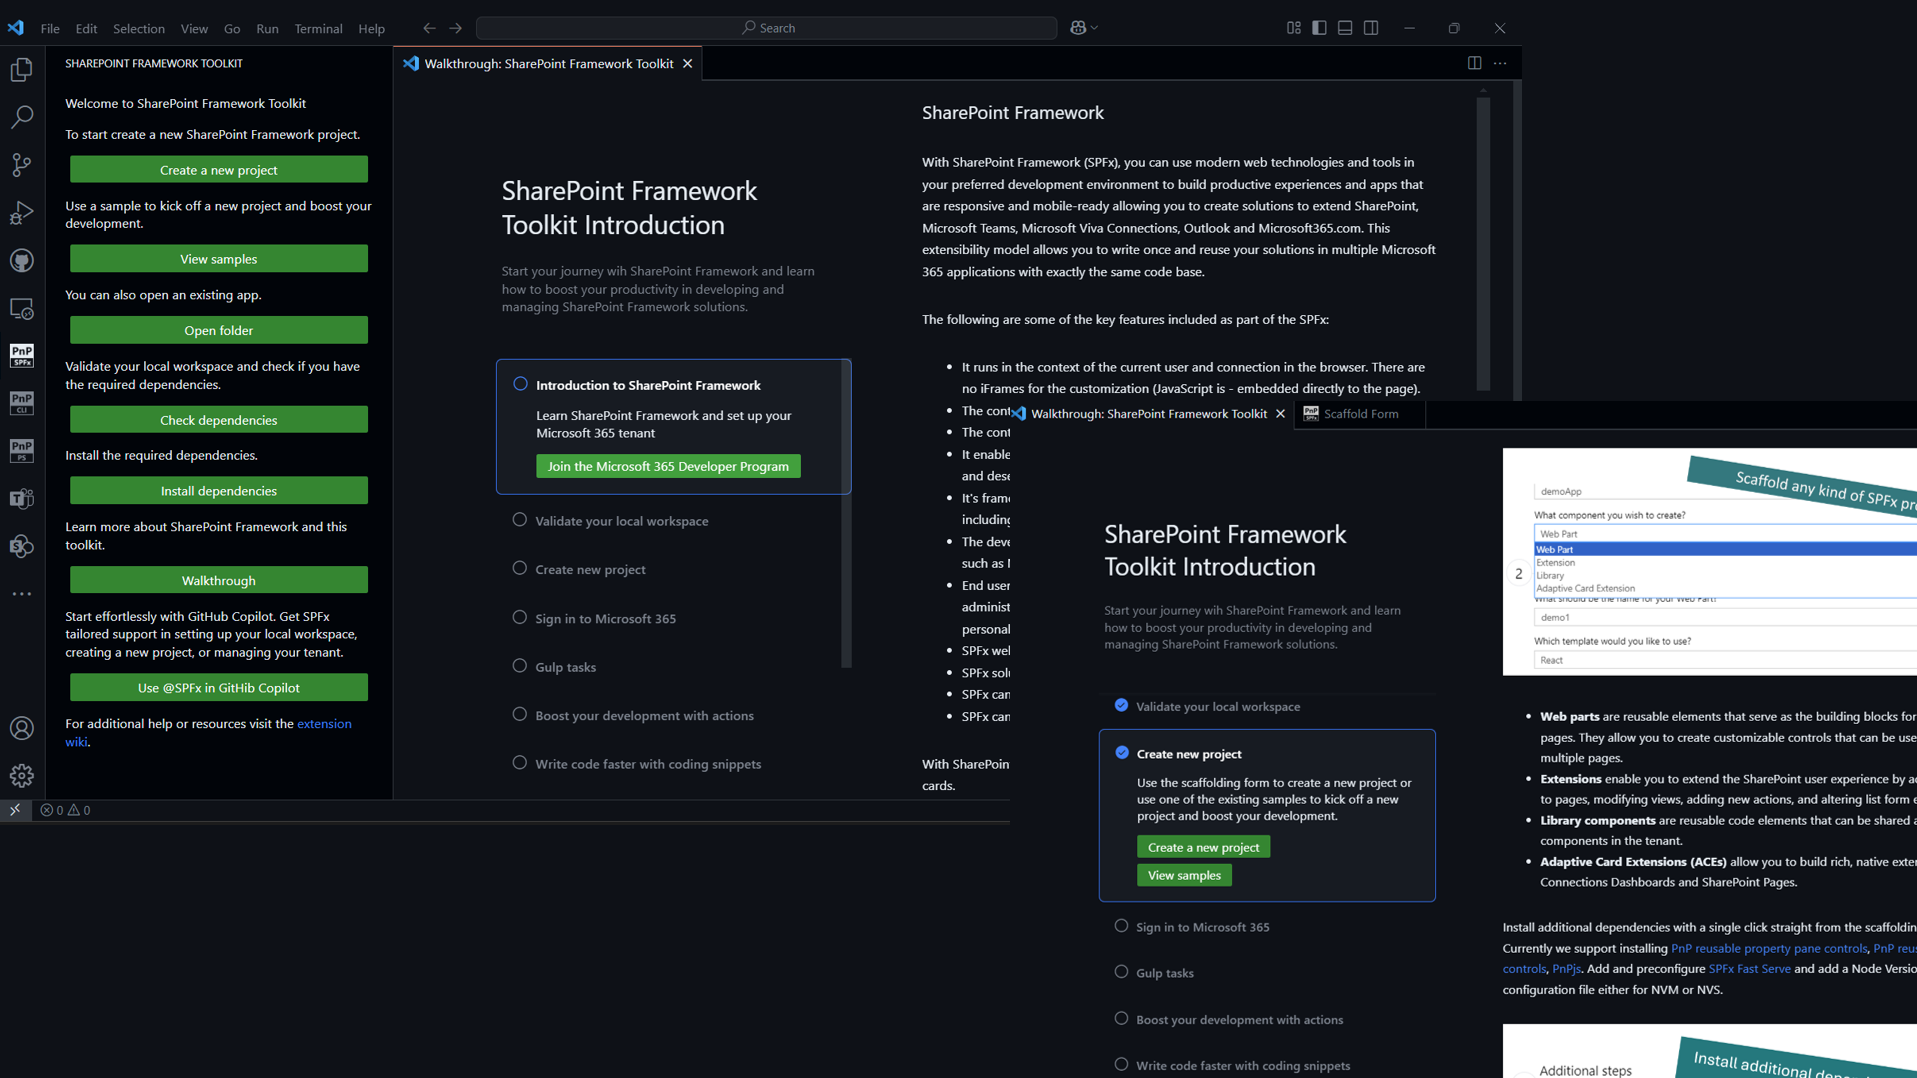 File Edit Selection View Go Run Terminal Help
Search
SHAREPOINT FRAMEWORK TOOLKIT
Welcome to SharePoint Framework Toolkit
To start create a new SharePoint Framework project.
Create a new project
Use a sample to kick off a new project and boost your
development.
View samples
You can also open an existing app.
Open folder
Validate your local workspace and check if you have
the required dependencies.
Check dependencies
Install the required dependencies.
Install dependencies
Learn more about SharePoint Framework and this
toolkit.
Walkthrough
Start effortlessly with GitHub Copilot. Get SPFx
tailored support in setting up your local workspace,
creating a new project, or managing your tenant.
Use @SPFx in GitHib Copilot
For additional help or resources visit the extension
wiki.
PnP
SPFx
PnP
CLI
PnP
PS
0 0
Walkthrough: SharePoint Framework Toolkit
SharePoint Framework
Toolkit Introduction
Start your journey wih SharePoint Framework and learn
how to boost your productivity in developing and
managing SharePoint Framework solutions.
Introduction to SharePoint Framework
Learn SharePoint Framework and set up your
Microsoft 365 tenant
Join the Microsoft 365 Developer Program
Validate your local workspace
Create new project
Sign in to Microsoft 365
Gulp tasks
Boost your development with actions
Write code faster with coding snippets
SharePoint Framework
With SharePoint Framework (SPFx), you can use modern web technologies and tools in
your preferred development environment to build productive experiences and apps that
are responsive and mobile-ready allowing you to create solutions to extend SharePoint,
Microsoft Teams, Microsoft Viva Connections, Outlook and Microsoft365.com. This
extensibility model allows you to write once and reuse your solutions in multiple Microsoft
365 applications with exactly the same code base.
The following are some of the key features included as part of the SPFx:
• It runs in the context of the current user and connection in the browser. There are
no iFrames for the customization (JavaScript is - embedded directly to the page).
• The cont
• The cont
• It enable
and dese
• It's frame
including
• The deve
such as
• End user
administ
personal
• SPFx wel
• SPFx solu
• SPFx can
• SPFx can
With SharePoint
cards.
Walkthrough: SharePoint Framework Toolkit
PnP
SPFx
Scaffold Form
SharePoint Framework
Toolkit Introduction
Start your journey wih SharePoint Framework and learn
how to boost your productivity in developing and
managing SharePoint Framework solutions.
Validate your local workspace
Create new project
Use the scaffolding form to create a new project or
use one of the existing samples to kick off a new
project and boost your development.
Create a new project
View samples
Sign in to Microsoft 365
Gulp tasks
Boost your development with actions
Write code faster with coding snippets
Scaffold any kind of SPFx pr
demoApp
What component you wish to create?
Web Part
Web Part
Extension
Library
Adaptive Card Extension
2
What should be the name for your Web Part?
demo1
Which template would you like to use?
React
• Web parts are reusable elements that serve as the building blocks for
pages. They allow you to create customizable controls that can be use
multiple pages.
• Extensions enable you to extend the SharePoint user experience by a
to pages, modifying views, adding new actions, and altering list form e
• Library components are reusable code elements that can be shared a
components in the tenant.
• Adaptive Card Extensions (ACEs) allow you to build rich, native exten
Connections Dashboards and SharePoint Pages.
Install additional dependencies with a single click straight from the scaffoldin
Currently we support installing PnP reusable property pane controls, PnP reus
controls, PnPjs. Add and preconfigure SPFx Fast Serve and add a Node Versio
configuration file either for NVM or NVS.
Install additional depen
Additional steps